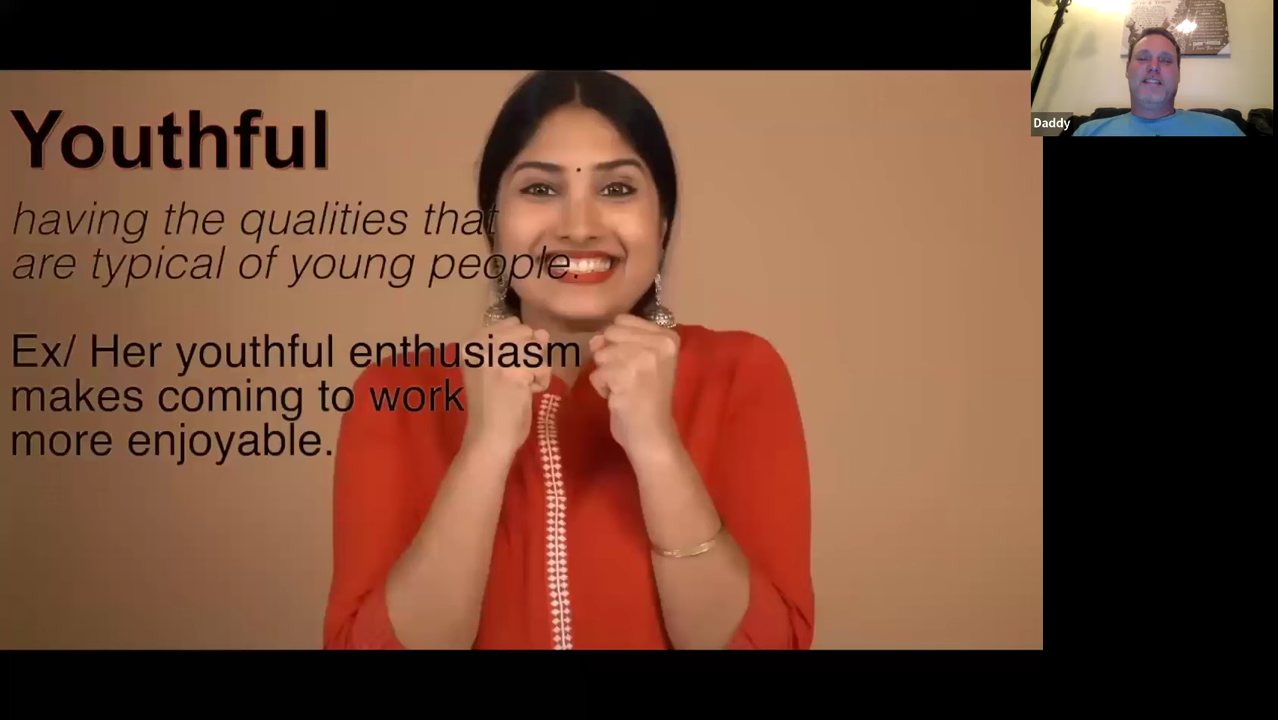 Youthful
having the qualities that
are typical of young people.
Ex/ Her youthful enthusiasm
makes coming to work
more enjoyable.
Daddy